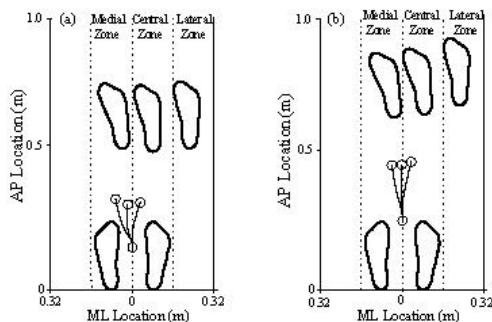 1.0
(a)
Medial Central Lateral
Zone Zone Zone
AP Location (m)
0.5
0
0.32 0 0.32
ML Location (m)
1.0
(b)
Medial Central Lateral
Zone Zone Zone
AP Location (m)
0.5
0
0.32 0 0.32
ML Location (m)